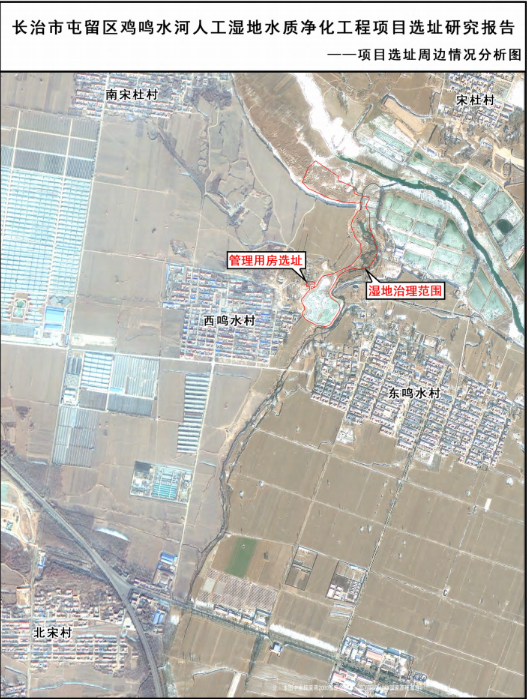 长治市屯留区鸡鸣水河人工湿地水质净化工程项目选址研究报告
——项目选址周边情况分析图
南宋杜村
宋杜村
管理用房选址
湿地治理范围
西鸣水村
东鸣水村
北宋村